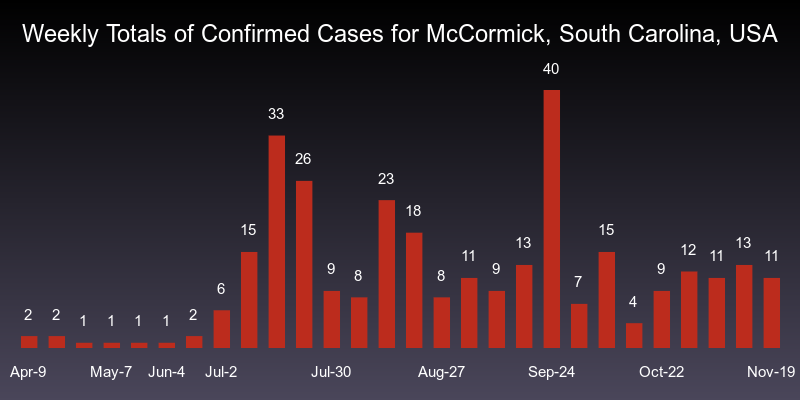 Weekly Totals of Confirmed Cases for McCormick, South Carolina, USA
2 2 1 1 1 1 2 6 15 33 26 9 8 23 18 8 11 9 13 40 7 15 4 9 12 11 13 11
Apr-9 May-7 Jun-4 Jul-2 Jul-30 Aug-27 Sep-24 Oct-22 Nov-19